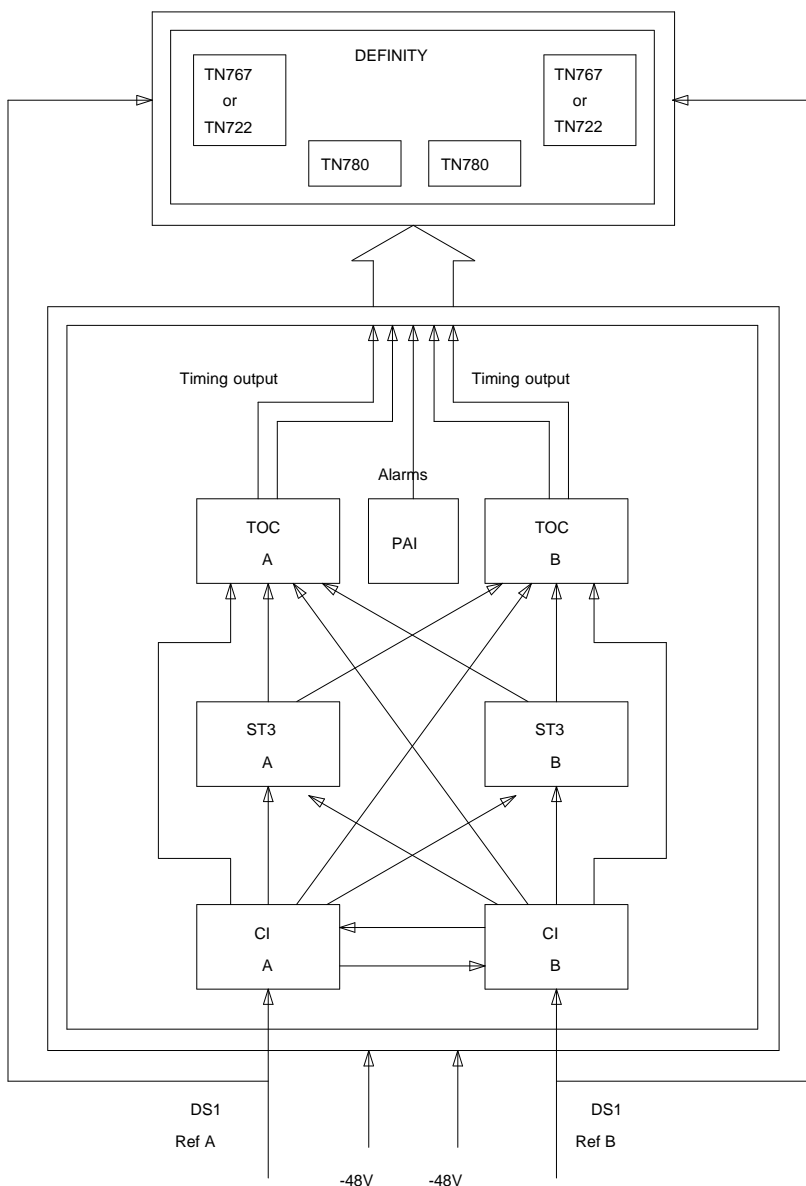 DEFINITY
TN767
or
TN722
TN767
or
TN722
TN780
TN780
Timing output
Timing output
Alarms
TOC
A
PAI
TOC
B
ST3
A
ST3
B
CI
A
CI
B
DS1
Ref A
DS1
Ref B
-48V
-48V